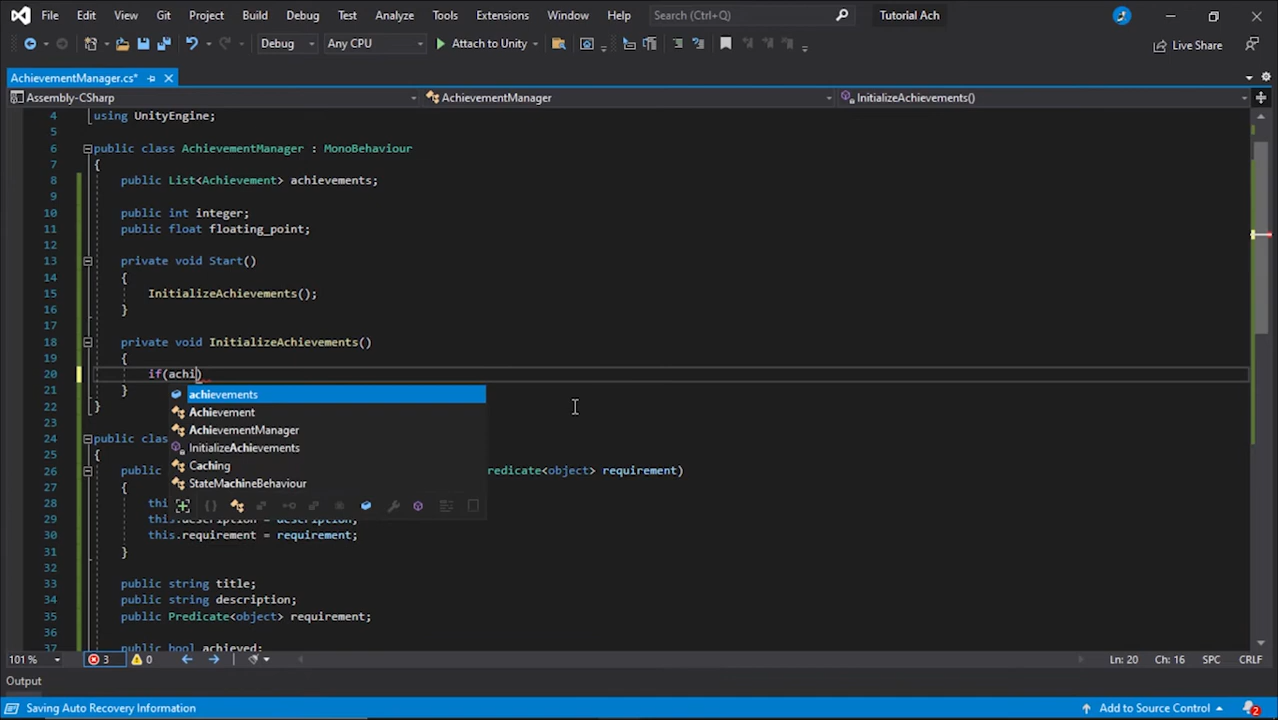 File Edit View Git Project Build Debug Test Analyze Tools Extensions Window Help Search (Ctrl+Q) Tutorial Ach
Debug Any CPU Attach to Unity Live Share
AchievementManager.cs*
Assembly-CSharp AchievementManager InitializeAchievements()
4 using UnityEngine;
5
6 public class AchievementManager : MonoBehaviour
7 {
8 public List<Achievement> achievements;
9
10 public int integer;
11 public float floating_point;
12
13 private void Start()
14 {
15 InitializeAchievements();
16 }
17
18 private void InitializeAchievements()
19 {
20 if(achi)
21 }
22 }
23
24 public class
25 {
26 public redicate<object> requirement)
27 {
28 thi
29 this.description = description;
30 this.requirement = requirement;
31 }
32
33 public string title;
34 public string description;
35 public Predicate<object> requirement;
36
37 public bool achieved;
achievements
Achievement
AchievementManager
InitializeAchievements
Caching
StateMachineBehaviour
101 % 3 0 Ln: 20 Ch: 16 SPC CRLF
Output
Saving Auto Recovery Information Add to Source Control 2